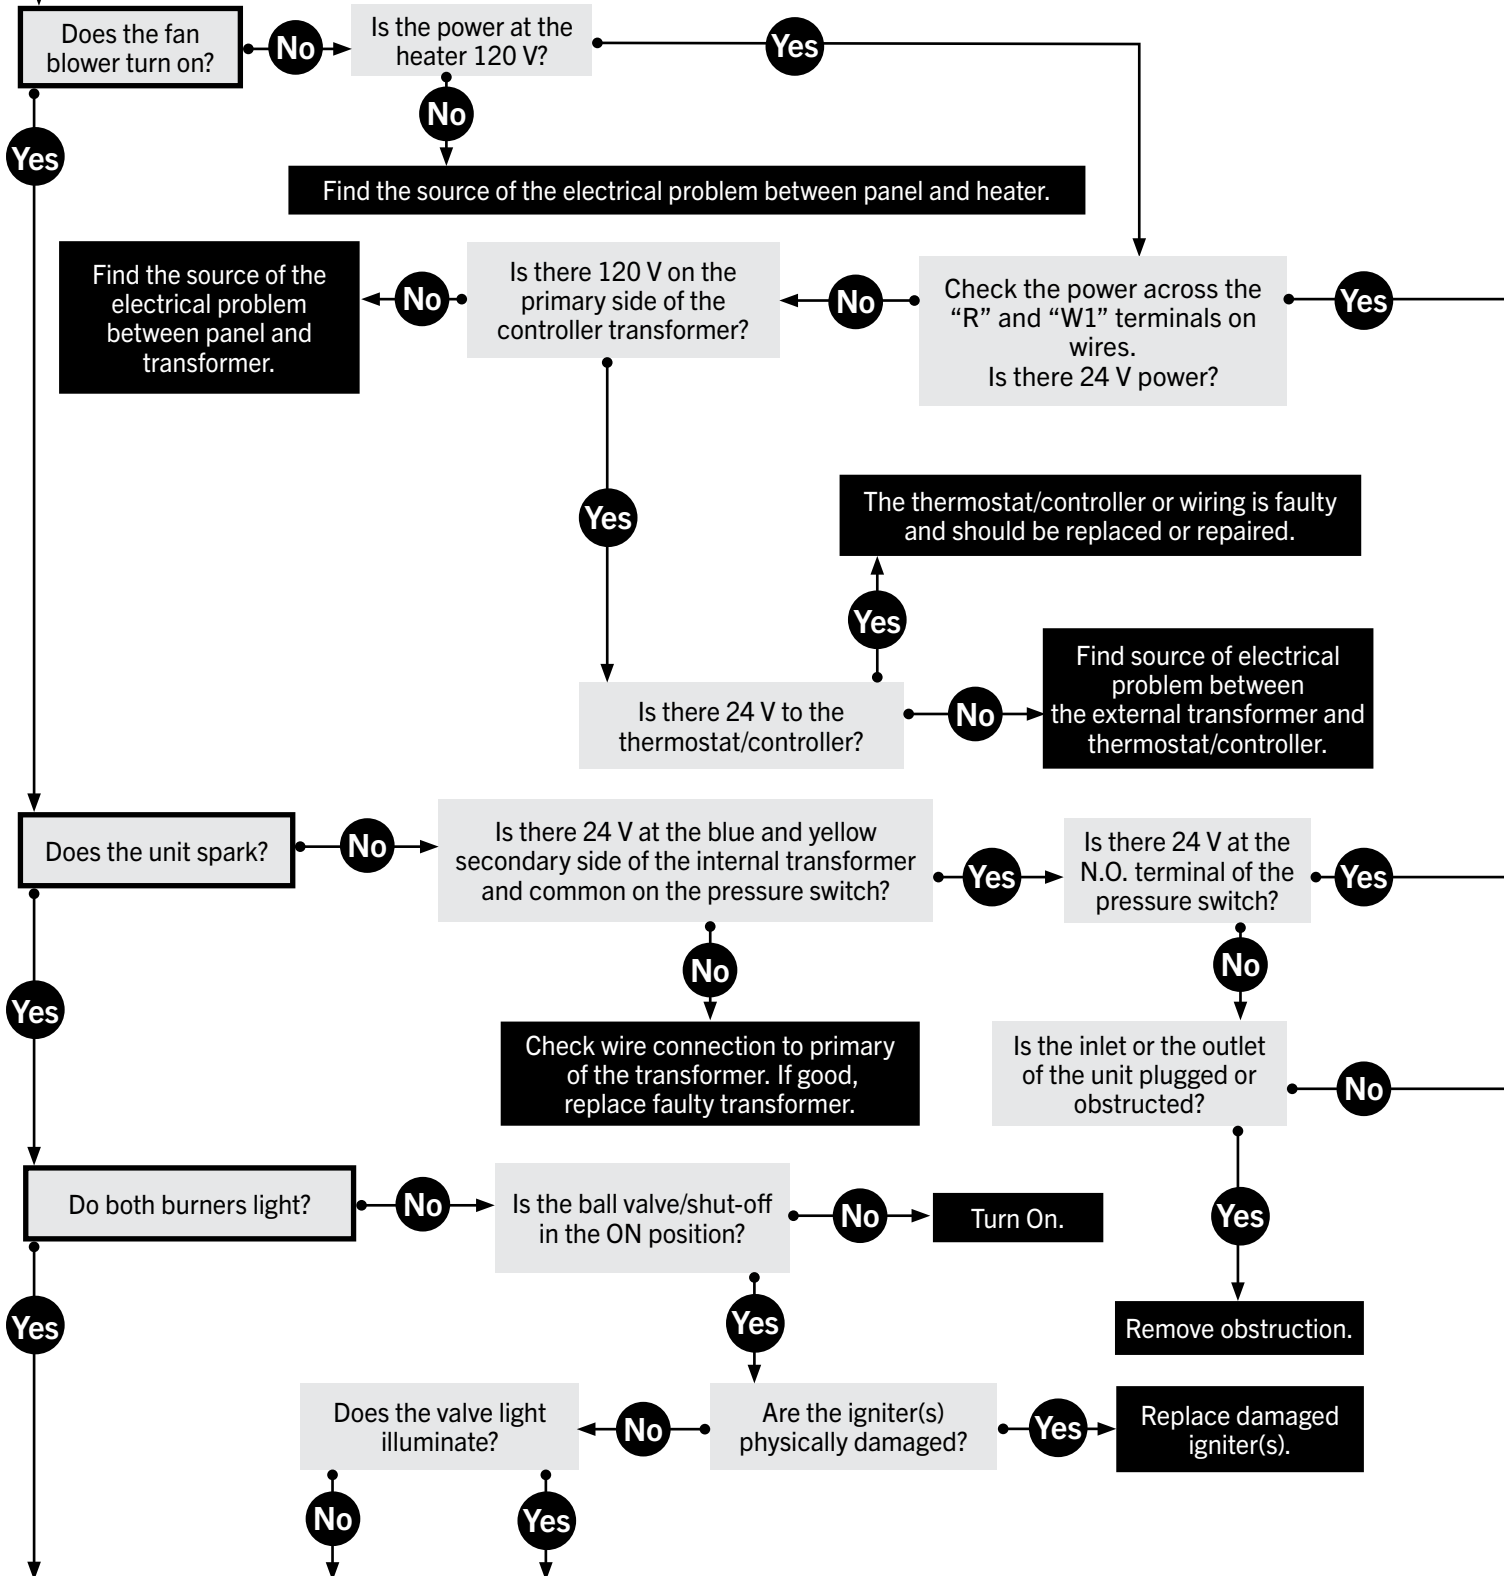 Does the fan
blower turn on?
No
Is the power at the
heater 120 V?
Yes
No
Yes
Find the source of the electrical problem between panel and heater.
Find the source of the
electrical problem
between panel and
transformer.
No
Is there 120 V on the
primary side of the
controller transformer?
No
Check the power across the
“R” and “W1” terminals on
wires.
Is there 24 V power?
Yes
Yes
The thermostat/controller or wiring is faulty
and should be replaced or repaired.
Yes
Is there 24 V to the
thermostat/controller?
No
Find source of electrical
problem between
the external transformer and
thermostat/controller.
Does the unit spark?
No
Is there 24 V at the blue and yellow
secondary side of the internal transformer
and common on the pressure switch?
Yes
Is there 24 V at the
N.O. terminal of the
pressure switch?
Yes
No
No
Yes
Check wire connection to primary
of the transformer. If good,
replace faulty transformer.
Is the inlet or the outlet
of the unit plugged or
obstructed?
No
Do both burners light?
No
Is the ball valve/shut-off
in the ON position?
No
Turn On.
Yes
Yes
Yes
Remove obstruction.
Does the valve light
illuminate?
No
Are the igniter(s)
physically damaged?
Yes
Replace damaged
igniter(s).
No
Yes